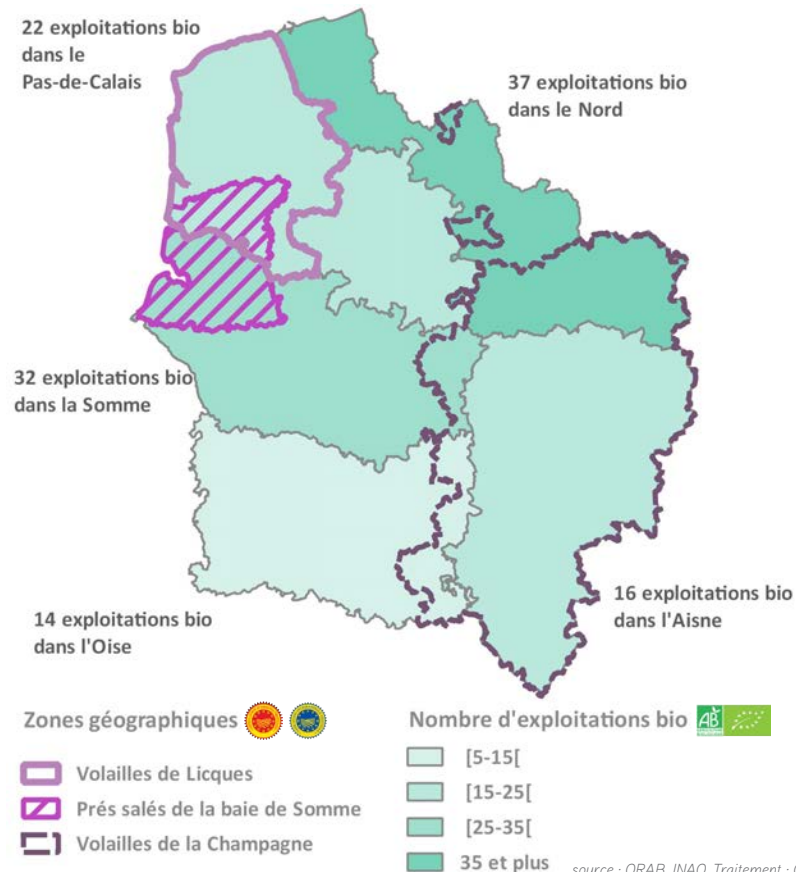 22 exploitations bio
dans le
Pas-de-Calais
37 exploitations bio
dans le Nord
32 exploitations bio
dans la Somme
14 exploitations bio
dans l'Oise
16 exploitations bio
dans l'Aisne
Zones géographiques
Volailles de Licques
Prés salés de la baie de Somme
Volailles de la Champagne
Nombre d'exploitations bio
AB
[5-15[
[15-25[
[25-35[
35 et plus
source : ORAB, INAO, Traitement : (